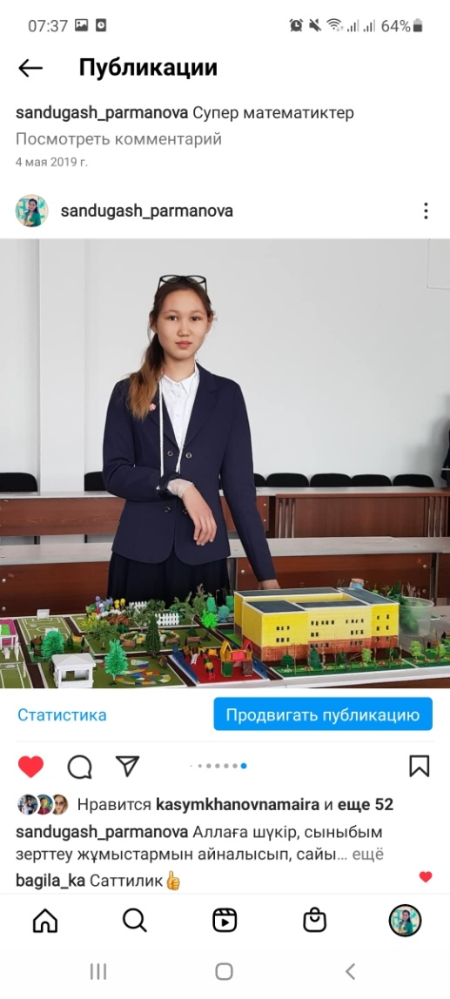 07:37 64%
Публикации
sandugash_parmanova Супер математиктер
Посмотреть комментарий
4 мая 2019 г.
sandugash_parmanova
Статистика
Продвигать публикацию
Нравится kasymkhanovnamaira и еще 52
sandugash_parmanova Аллаға шүкір, сыныбым
зерттеу жұмыстармын айналысып, сайы... ещё
bagila_ka Саттилик👍